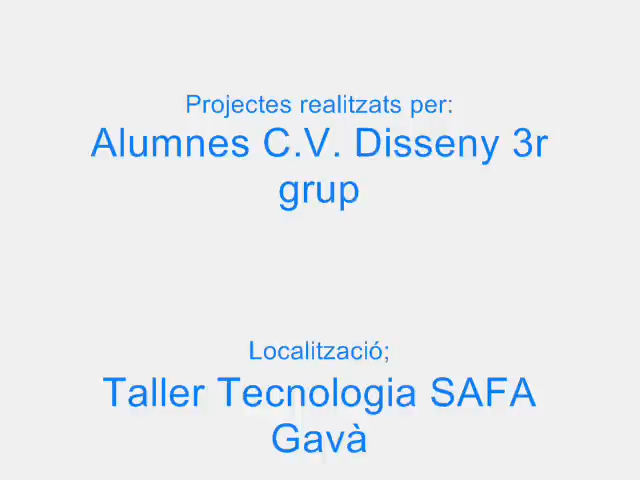 Projectes realitzats per:
Alumnes C.V. Disseny 3r
grup
Localització;
Taller Tecnologia SAFA
Gavà